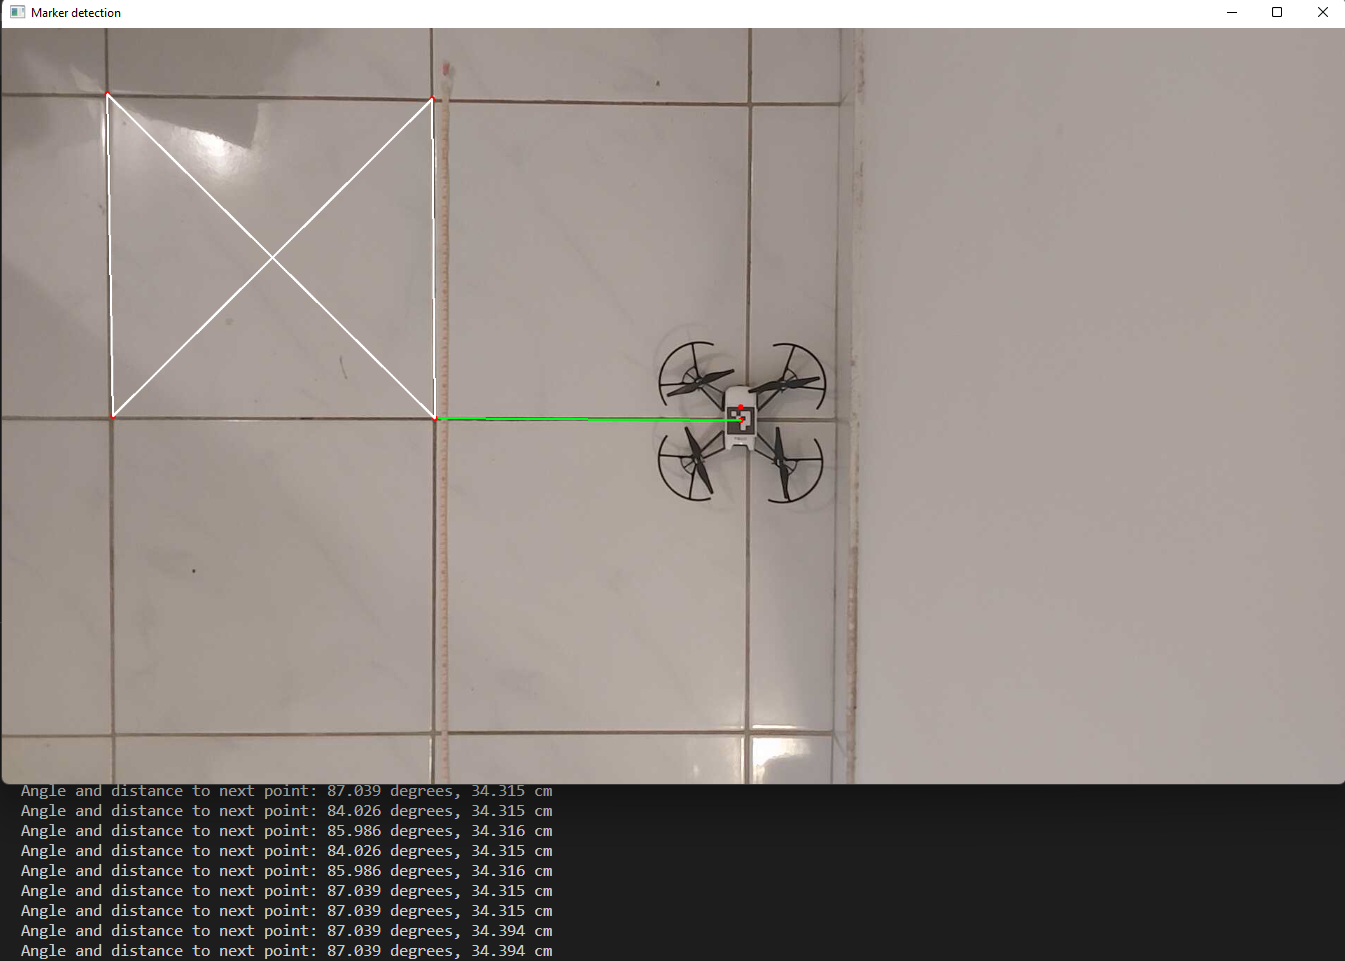 Marker detection
Angle and distance to next point: 87.039 degrees, 34.315 cm
Angle and distance to next point: 84.026 degrees, 34.315 cm
Angle and distance to next point: 85.986 degrees, 34.316 cm
Angle and distance to next point: 84.026 degrees, 34.315 cm
Angle and distance to next point: 85.986 degrees, 34.316 cm
Angle and distance to next point: 87.039 degrees, 34.315 cm
Angle and distance to next point: 87.039 degrees, 34.315 cm
Angle and distance to next point: 87.039 degrees, 34.394 cm
Angle and distance to next point: 87.039 degrees, 34.394 cm